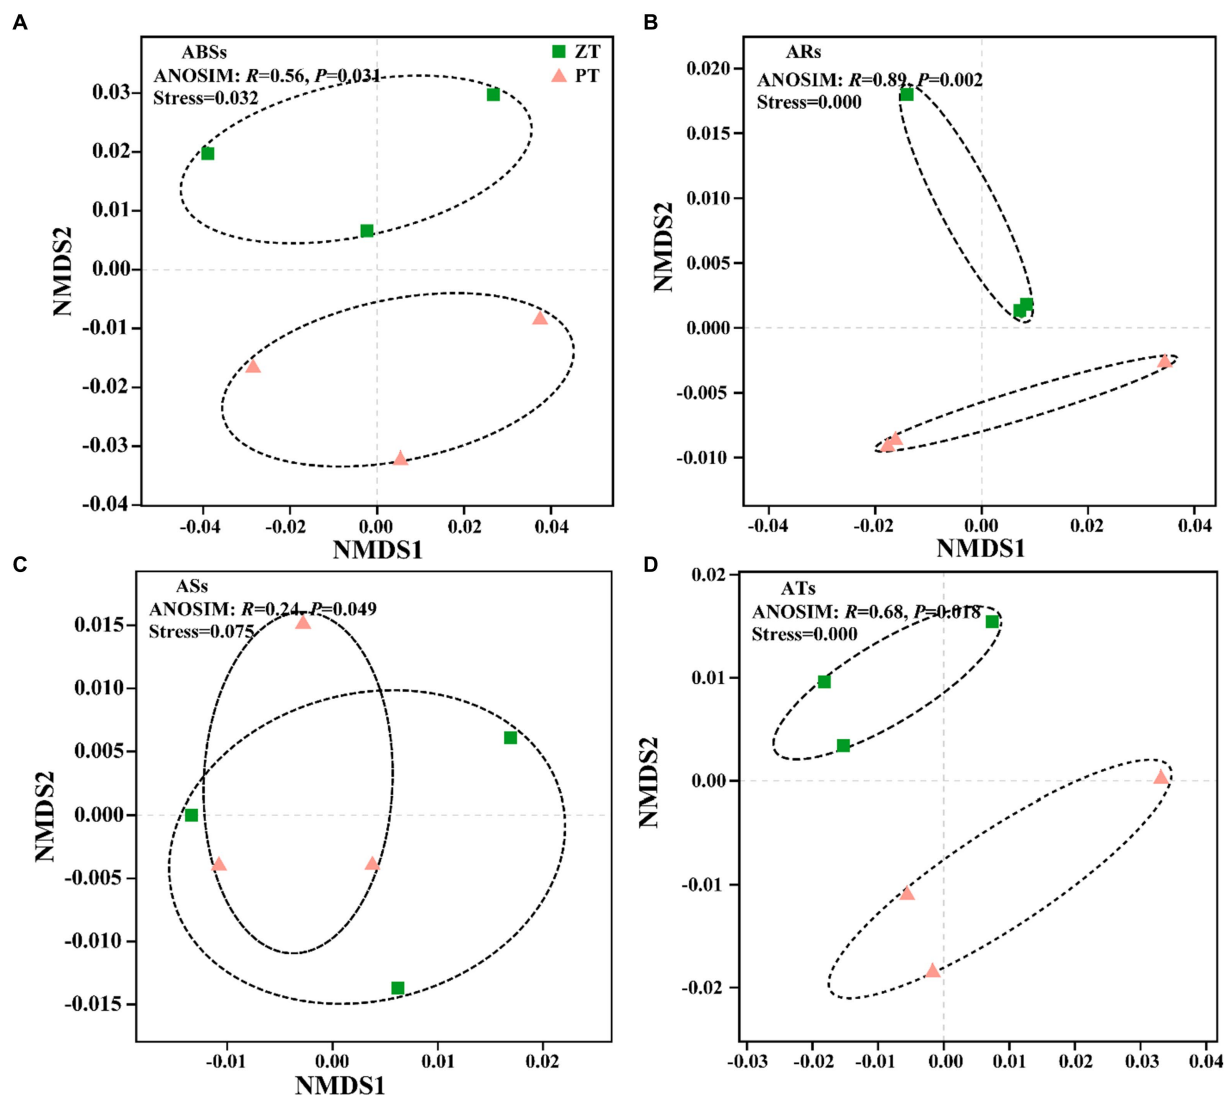 A
ABSs
ANOSIM: R=0.56, P=0.031
Stress=0.032
ZT
PT
0.03
0.02
0.01
0.00
-0.01
-0.02
-0.03
-0.04
NMDS2
-0.04 -0.02 0.00 0.02 0.04
NMDS1
B
ARs
ANOSIM: R=0.89, P=0.002
Stress=0.000
0.020
0.015
0.010
0.005
0.000
-0.005
-0.010
NMDS2
-0.04 -0.02 0.00 0.02 0.04
NMDS1
C
ASs
ANOSIM: R=0.24, P=0.049
Stress=0.075
0.015
0.010
0.005
0.000
-0.005
-0.010
-0.015
NMDS2
-0.01 0.00 0.01 0.02
NMDS1
D
ATs
ANOSIM: R=0.68, P=0.018
Stress=0.000
0.02
0.01
0.00
-0.01
-0.02
NMDS2
-0.03 -0.02 -0.01 0.00 0.01 0.02 0.03 0.04